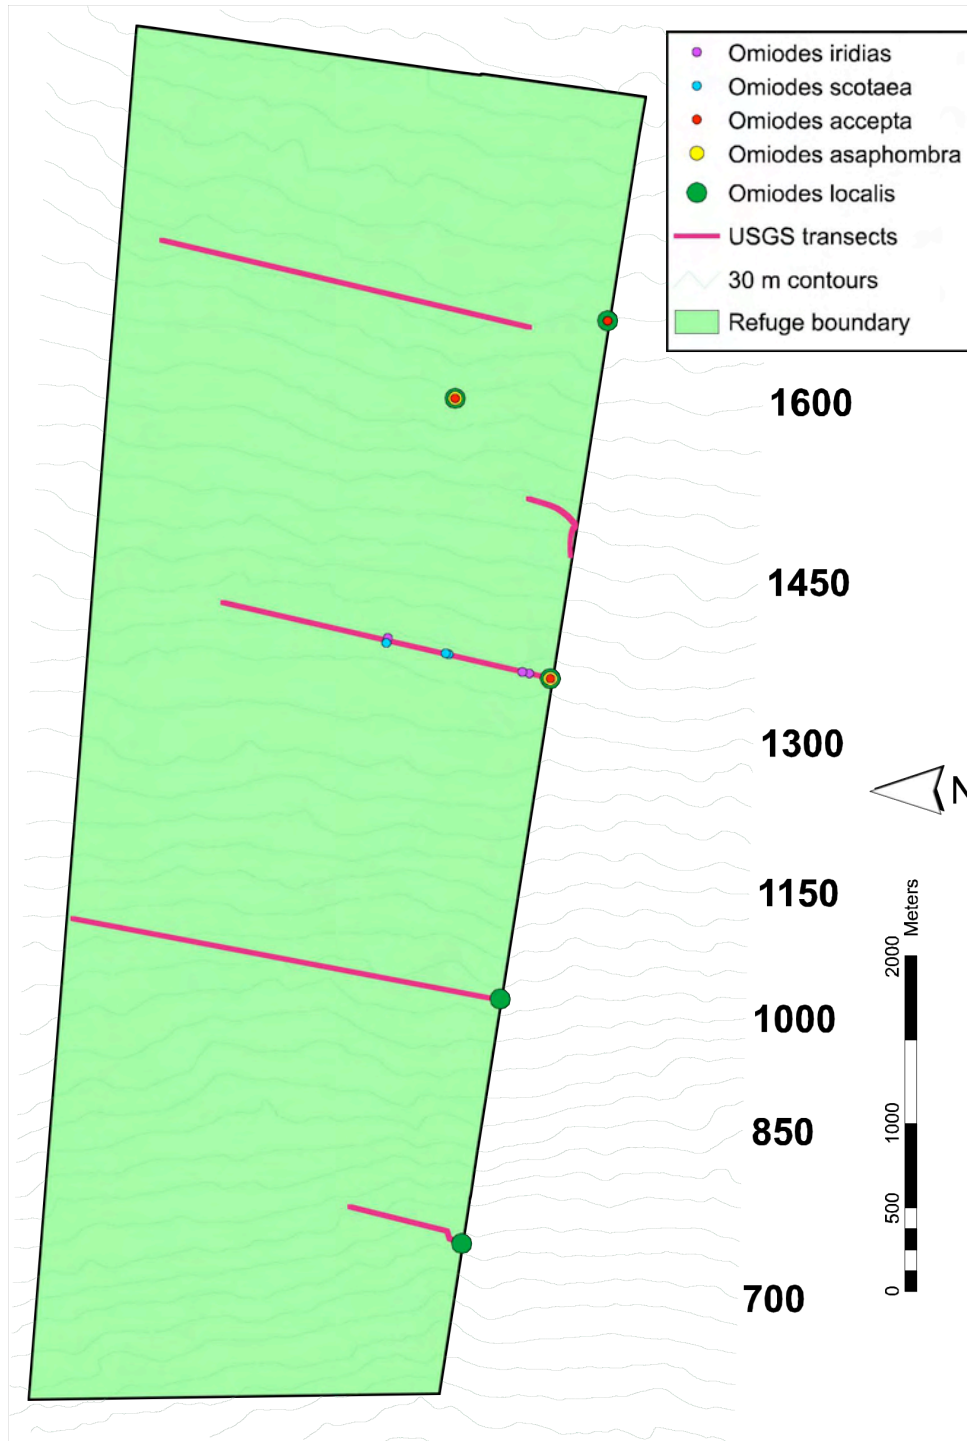 Omiodes iridias
Omiodes scotaea
Omiodes accepta
Omiodes asaphombra
Omiodes localis
USGS transects
30 m contours
Refuge boundary
1600
1450
1300
N
1150
Meters
2000
1000
1000
850
500
0
700